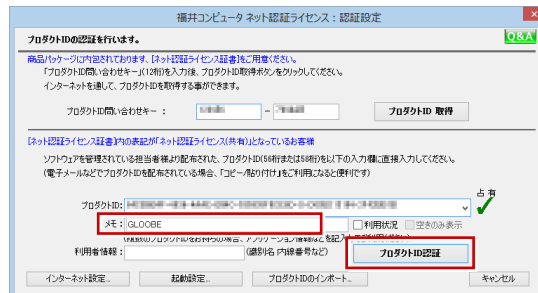 福井コンピュータ ネット認証ライセンス：認証設定
プロダクトIDの認証を行います。
Q&A
商品パッケージに内包されております、[ネット認証ライセンス証書]をご用意ください。
「プロダクトID問い合わせキー」(12桁)を入力後、プロダクトID取得ボタンをクリックしてください。
インターネットを通して、プロダクトIDを取得する事ができます。
プロダクトID問い合わせキー：
-
プロダクトID 取得
[ネット認証ライセンス証書]内の表記が「ネット認証ライセンス(共有)」となっているお客様
ソフトウェアを管理されている担当者様より配布された、プロダクトID(56桁または58桁)を以下の入力欄に直接入力してください。
(電子メールなどでプロダクトIDを配布されている場合、「コピー/貼り付け」をご利用になると便利です)
占有
プロダクトID:
メモ： GLOOBE
利用状況 空きのみ表示
利用者情報：
(識別名 内線番号など)
プロダクトID認証
インターネット設定...
起動設定...
プロダクトIDのインポート...
キャンセル